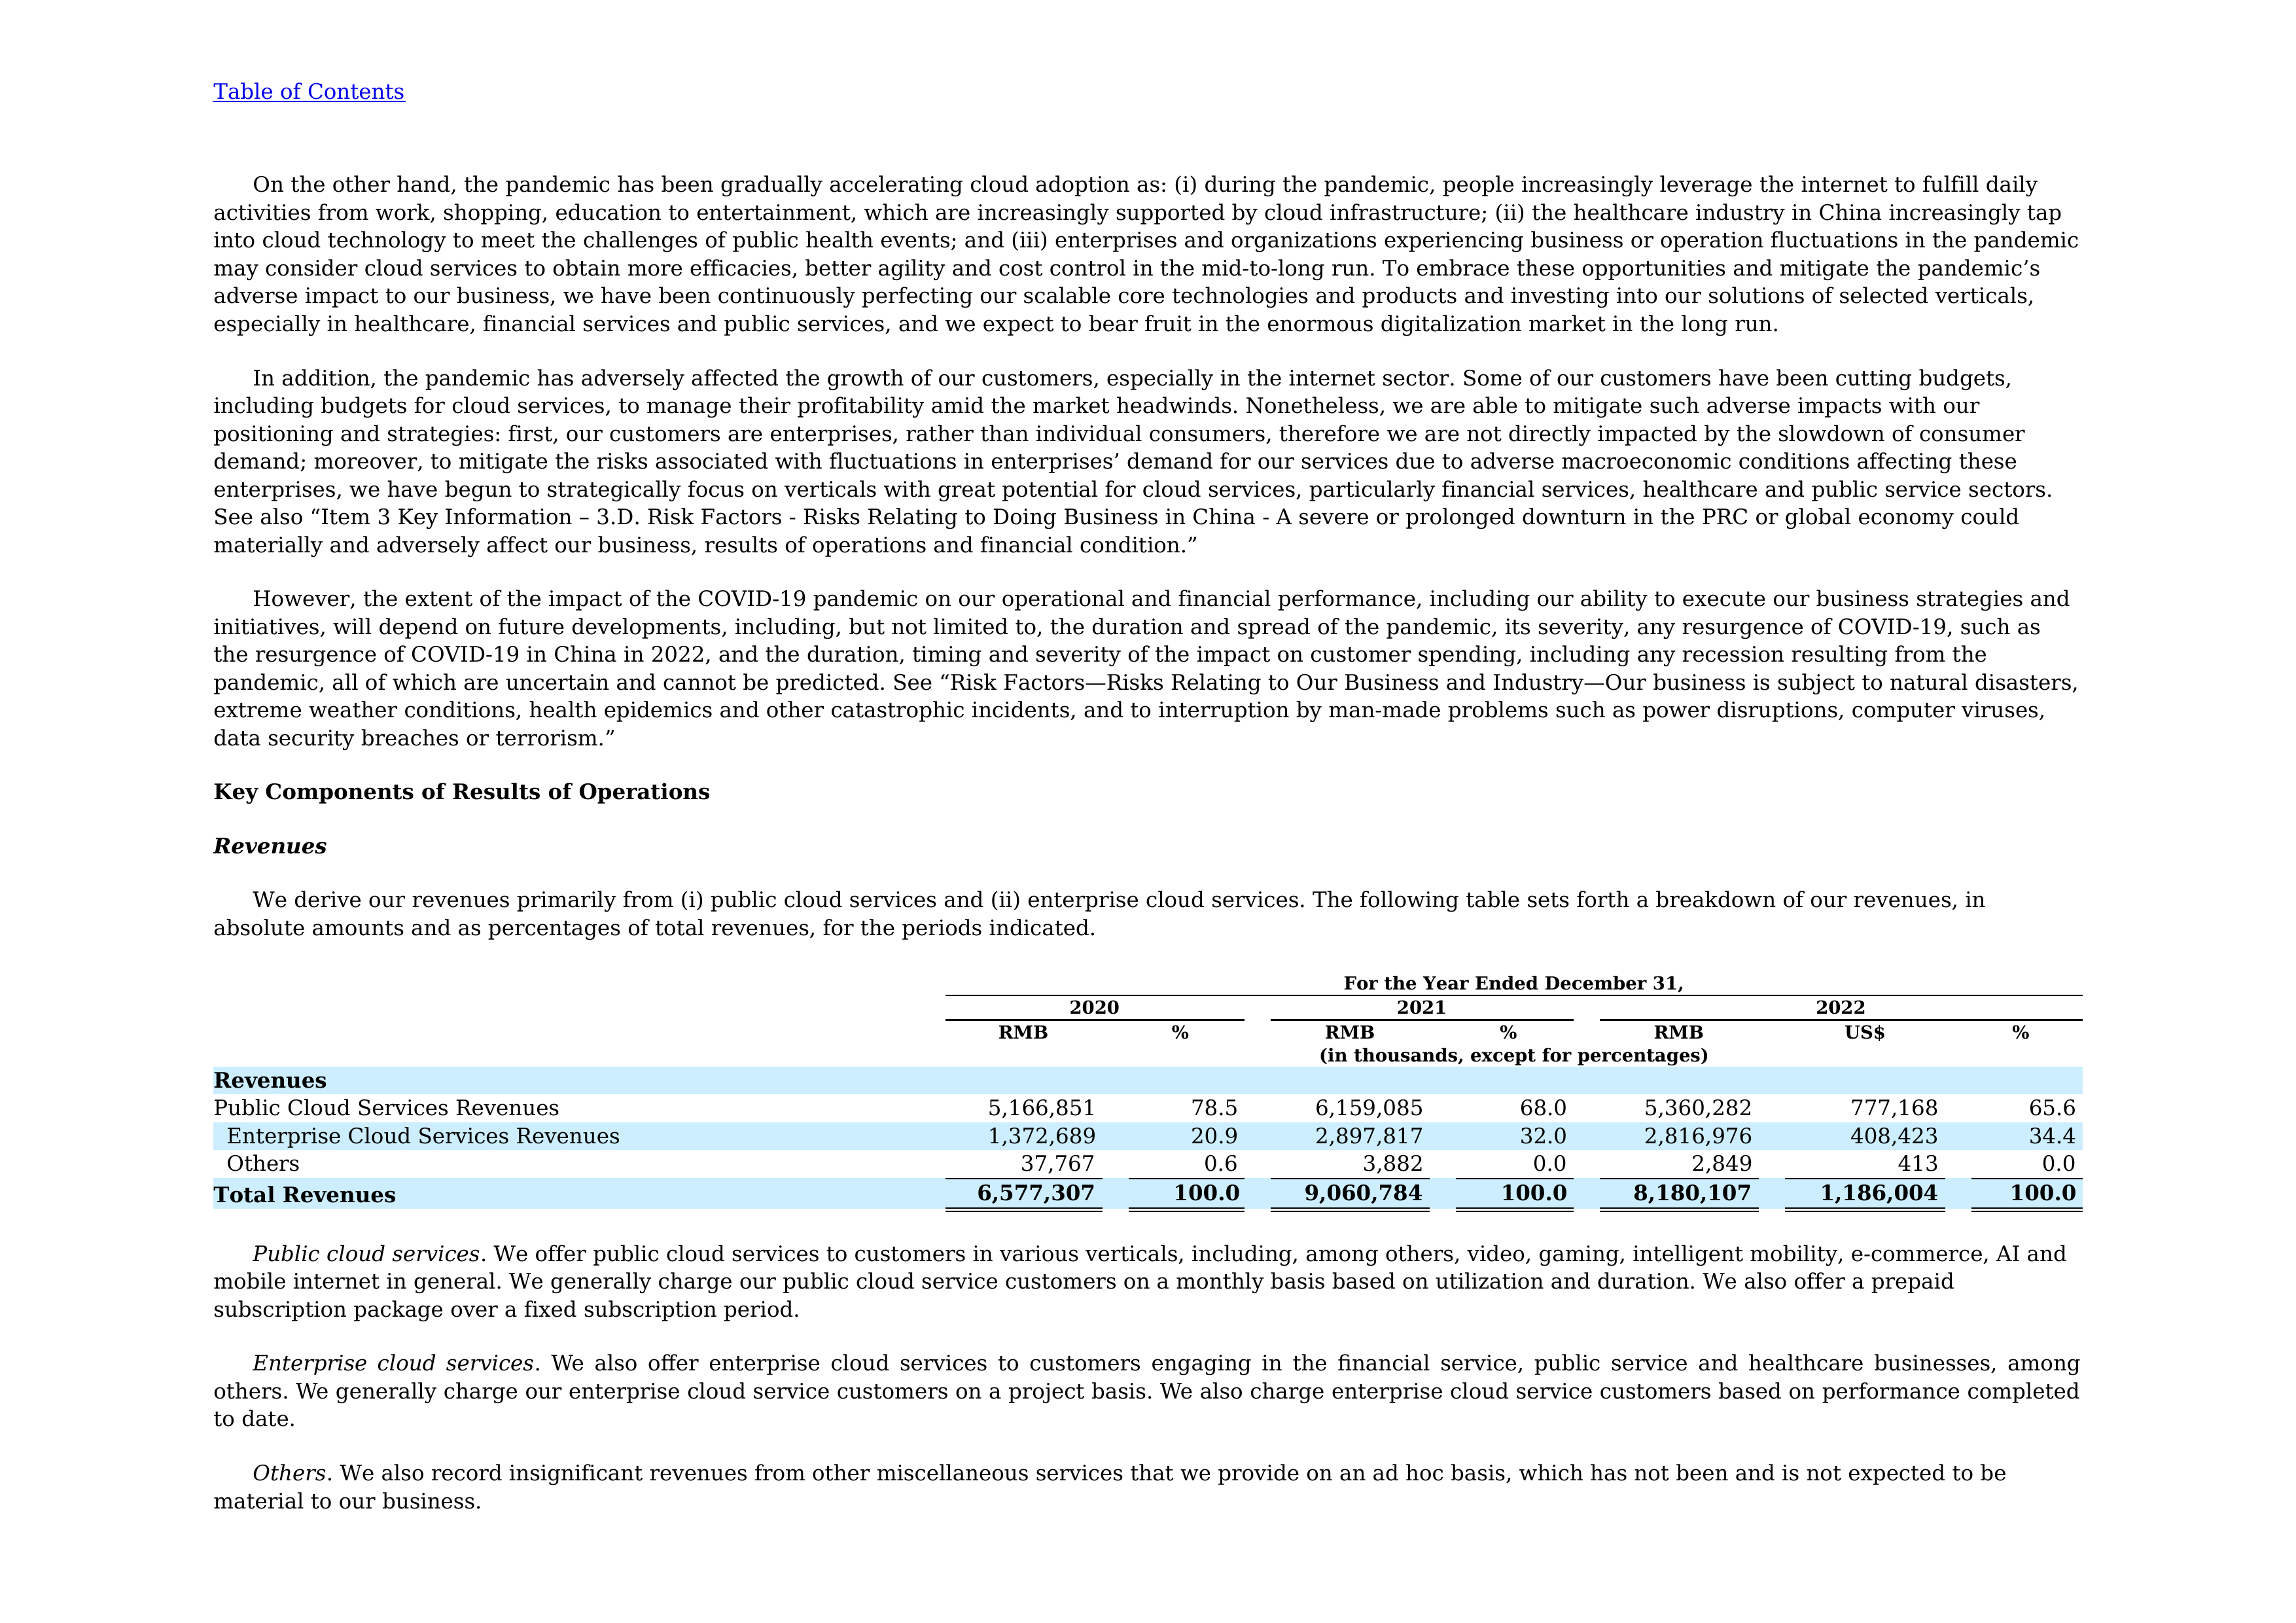 Table of Contents
On the other hand, the pandemic has been gradually accelerating cloud adoption as: (i) during the pandemic, people increasingly leverage the internet to fulfill daily
activities from work, shopping, education to entertainment, which are increasingly supported by cloud infrastructure; (ii) the healthcare industry in China increasingly tap
into cloud technology to meet the challenges of public health events; and (iii) enterprises and organizations experiencing business or operation fluctuations in the pandemic
may consider cloud services to obtain more efficacies, better agility and cost control in the mid-to-long run. To embrace these opportunities and mitigate the pandemic’s
adverse impact to our business, we have been continuously perfecting our scalable core technologies and products and investing into our solutions of selected verticals,
especially in healthcare, financial services and public services, and we expect to bear fruit in the enormous digitalization market in the long run.
In addition, the pandemic has adversely affected the growth of our customers, especially in the internet sector. Some of our customers have been cutting budgets,
including budgets for cloud services, to manage their profitability amid the market headwinds. Nonetheless, we are able to mitigate such adverse impacts with our
positioning and strategies: first, our customers are enterprises, rather than individual consumers, therefore we are not directly impacted by the slowdown of consumer
demand; moreover, to mitigate the risks associated with fluctuations in enterprises’ demand for our services due to adverse macroeconomic conditions affecting these
enterprises, we have begun to strategically focus on verticals with great potential for cloud services, particularly financial services, healthcare and public service sectors.
See also “Item 3 Key Information – 3.D. Risk Factors - Risks Relating to Doing Business in China - A severe or prolonged downturn in the PRC or global economy could
materially and adversely affect our business, results of operations and financial condition.”
However, the extent of the impact of the COVID-19 pandemic on our operational and financial performance, including our ability to execute our business strategies and
initiatives, will depend on future developments, including, but not limited to, the duration and spread of the pandemic, its severity, any resurgence of COVID-19, such as
the resurgence of COVID-19 in China in 2022, and the duration, timing and severity of the impact on customer spending, including any recession resulting from the
pandemic, all of which are uncertain and cannot be predicted. See “Risk Factors—Risks Relating to Our Business and Industry—Our business is subject to natural disasters,
extreme weather conditions, health epidemics and other catastrophic incidents, and to interruption by man-made problems such as power disruptions, computer viruses,
data security breaches or terrorism.”
Key Components of Results of Operations
Revenues
We derive our revenues primarily from (i) public cloud services and (ii) enterprise cloud services. The following table sets forth a breakdown of our revenues, in
absolute amounts and as percentages of total revenues, for the periods indicated.
For the Year Ended December 31,
2020 2021 2022
RMB % RMB % RMB US$ %
(in thousands, except for percentages)
Revenues
Public Cloud Services Revenues 5,166,851 78.5 6,159,085 68.0 5,360,282 777,168 65.6
Enterprise Cloud Services Revenues 1,372,689 20.9 2,897,817 32.0 2,816,976 408,423 34.4
Others 37,767 0.6 3,882 0.0 2,849 413 0.0
Total Revenues 6,577,307 100.0 9,060,784 100.0 8,180,107 1,186,004 100.0
Public cloud services. We offer public cloud services to customers in various verticals, including, among others, video, gaming, intelligent mobility, e-commerce, AI and
mobile internet in general. We generally charge our public cloud service customers on a monthly basis based on utilization and duration. We also offer a prepaid
subscription package over a fixed subscription period.
Enterprise cloud services. We also offer enterprise cloud services to customers engaging in the financial service, public service and healthcare businesses, among
others. We generally charge our enterprise cloud service customers on a project basis. We also charge enterprise cloud service customers based on performance completed
to date.
Others. We also record insignificant revenues from other miscellaneous services that we provide on an ad hoc basis, which has not been and is not expected to be
material to our business.